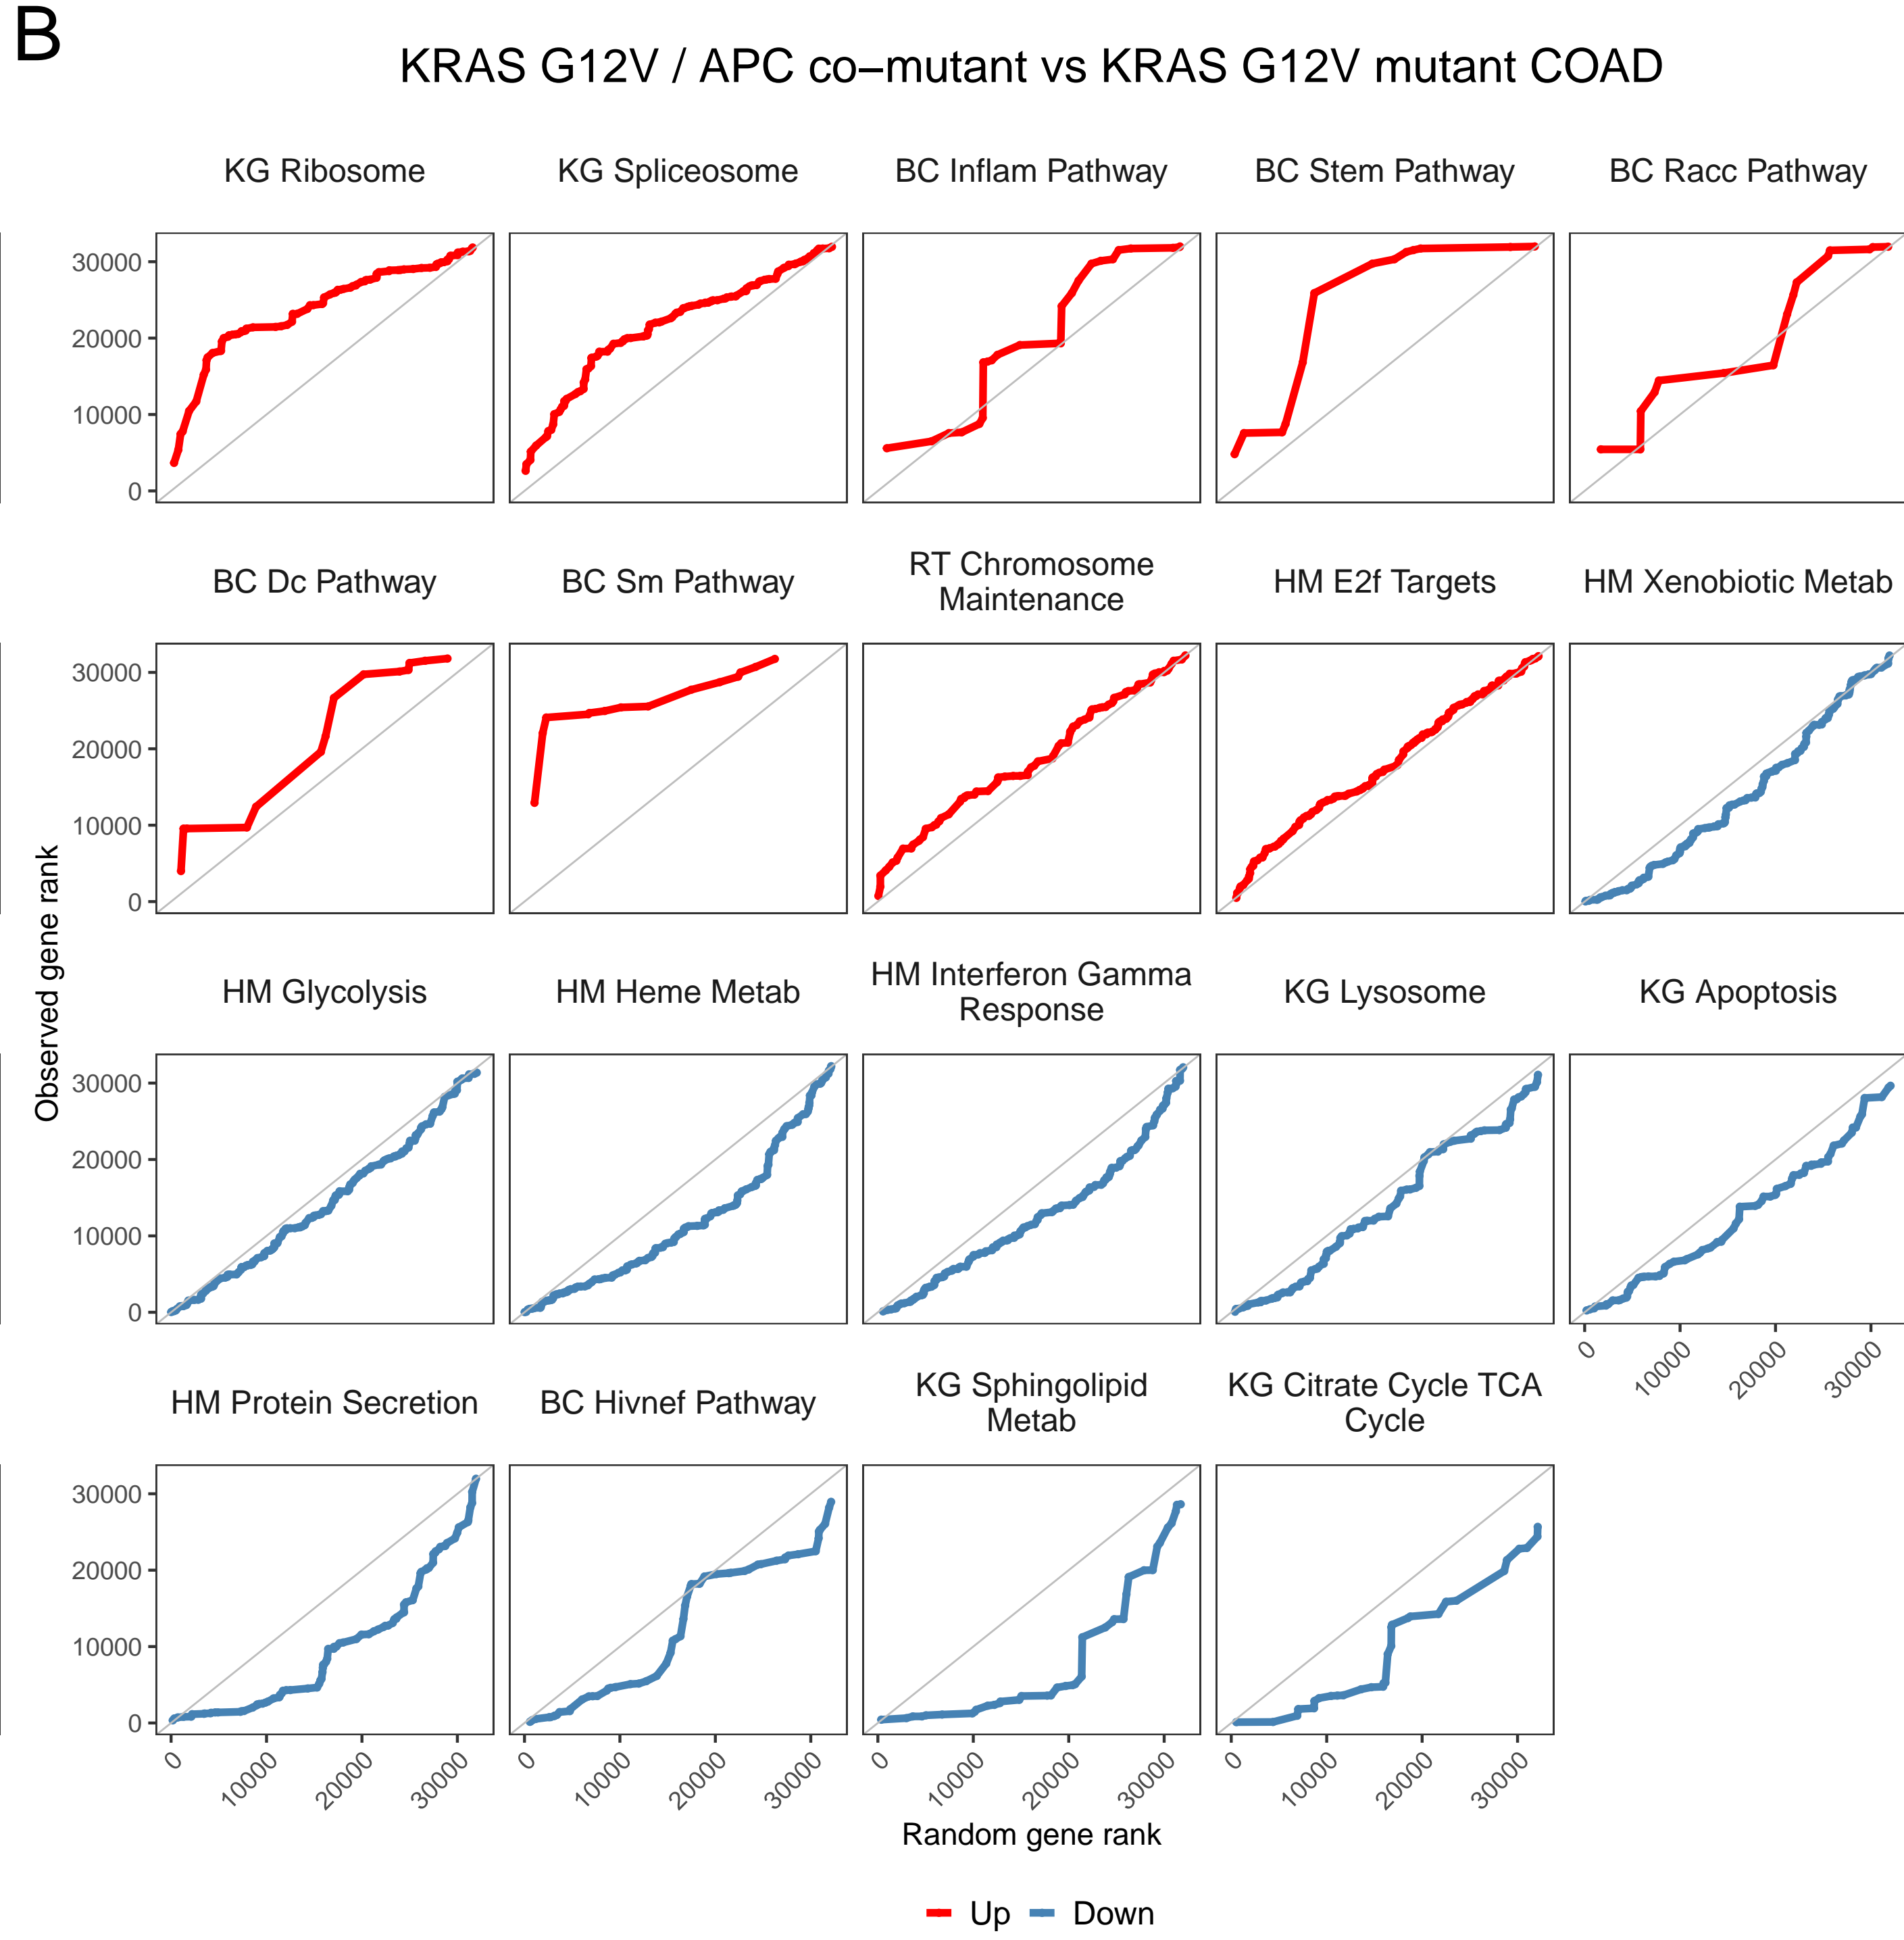 B
KRAS G12V / APC co−mutant vs KRAS G12V mutant COAD
KG Ribosome
KG Spliceosome
BC Inflam Pathway
BC Stem Pathway
BC Racc Pathway
30000
20000
10000
0
BC Dc Pathway
BC Sm Pathway
RT Chromosome
Maintenance
HM E2f Targets
HM Xenobiotic Metab
30000
20000
10000
0
Observed gene rank
HM Glycolysis
HM Heme Metab
HM Interferon Gamma
Response
KG Lysosome
KG Apoptosis
30000
20000
10000
0
0
10000
20000
30000
HM Protein Secretion
BC Hivnef Pathway
KG Sphingolipid
Metab
KG Citrate Cycle TCA
Cycle
30000
20000
10000
0
0
10000
20000
30000
0
10000
20000
30000
0
10000
20000
30000
0
10000
20000
30000
Random gene rank
Up
Down